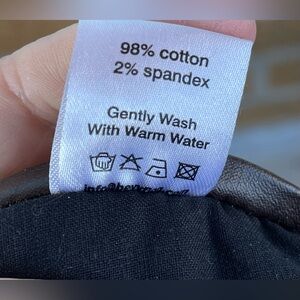 98% cotton
2% spandex
Gently Wash
With Warm Water